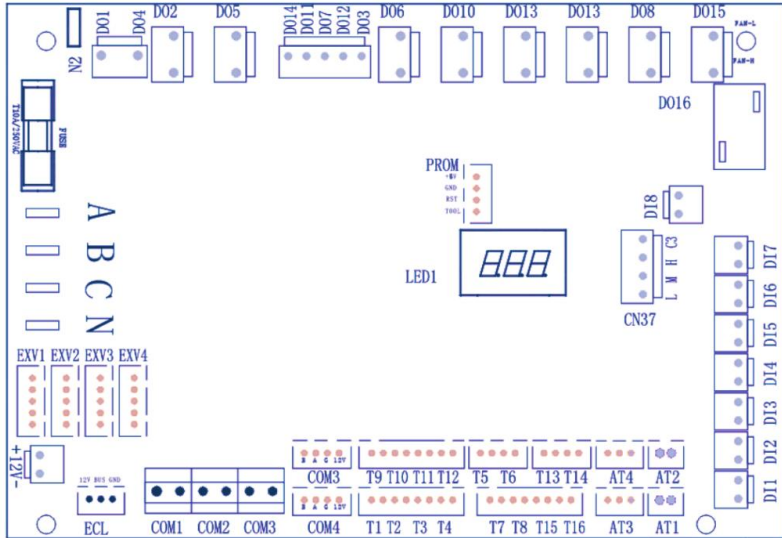 DO1
DO4
DO2
DO5
DO14
DO11
DO7
DO12
DO3
DO6
DO10
DO13
DO13
DO8
DO15
FAN-L
FAN-H
N2
DO16
FUSE
T10A/250VAC
PROM
GND
RST
TOOL
DI8
A
B
C
N
LED1
C3
H
M
L
CN37
DI7
DI6
DI5
DI4
DI3
DI2
DI1
EXV1 EXV2 EXV3 EXV4
+12V-
B A G 12V
COM3
T9 T10 T11 T12
T5 T6
T13 T14
AT4
AT2
12V BUS GND
ECL
COM1 COM2 COM3
B A G 12V
COM4
T1 T2 T3 T4
T7 T8 T15 T16
AT3
AT1